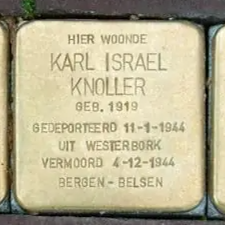 HIER WOONDE
KARL ISRAEL
KNOLLER
GEB. 1919
GEDEPORTEERD 11-1-1944
UIT WESTERBORK
VERMOORD 4-12-1944
BERGEN-BELSEN